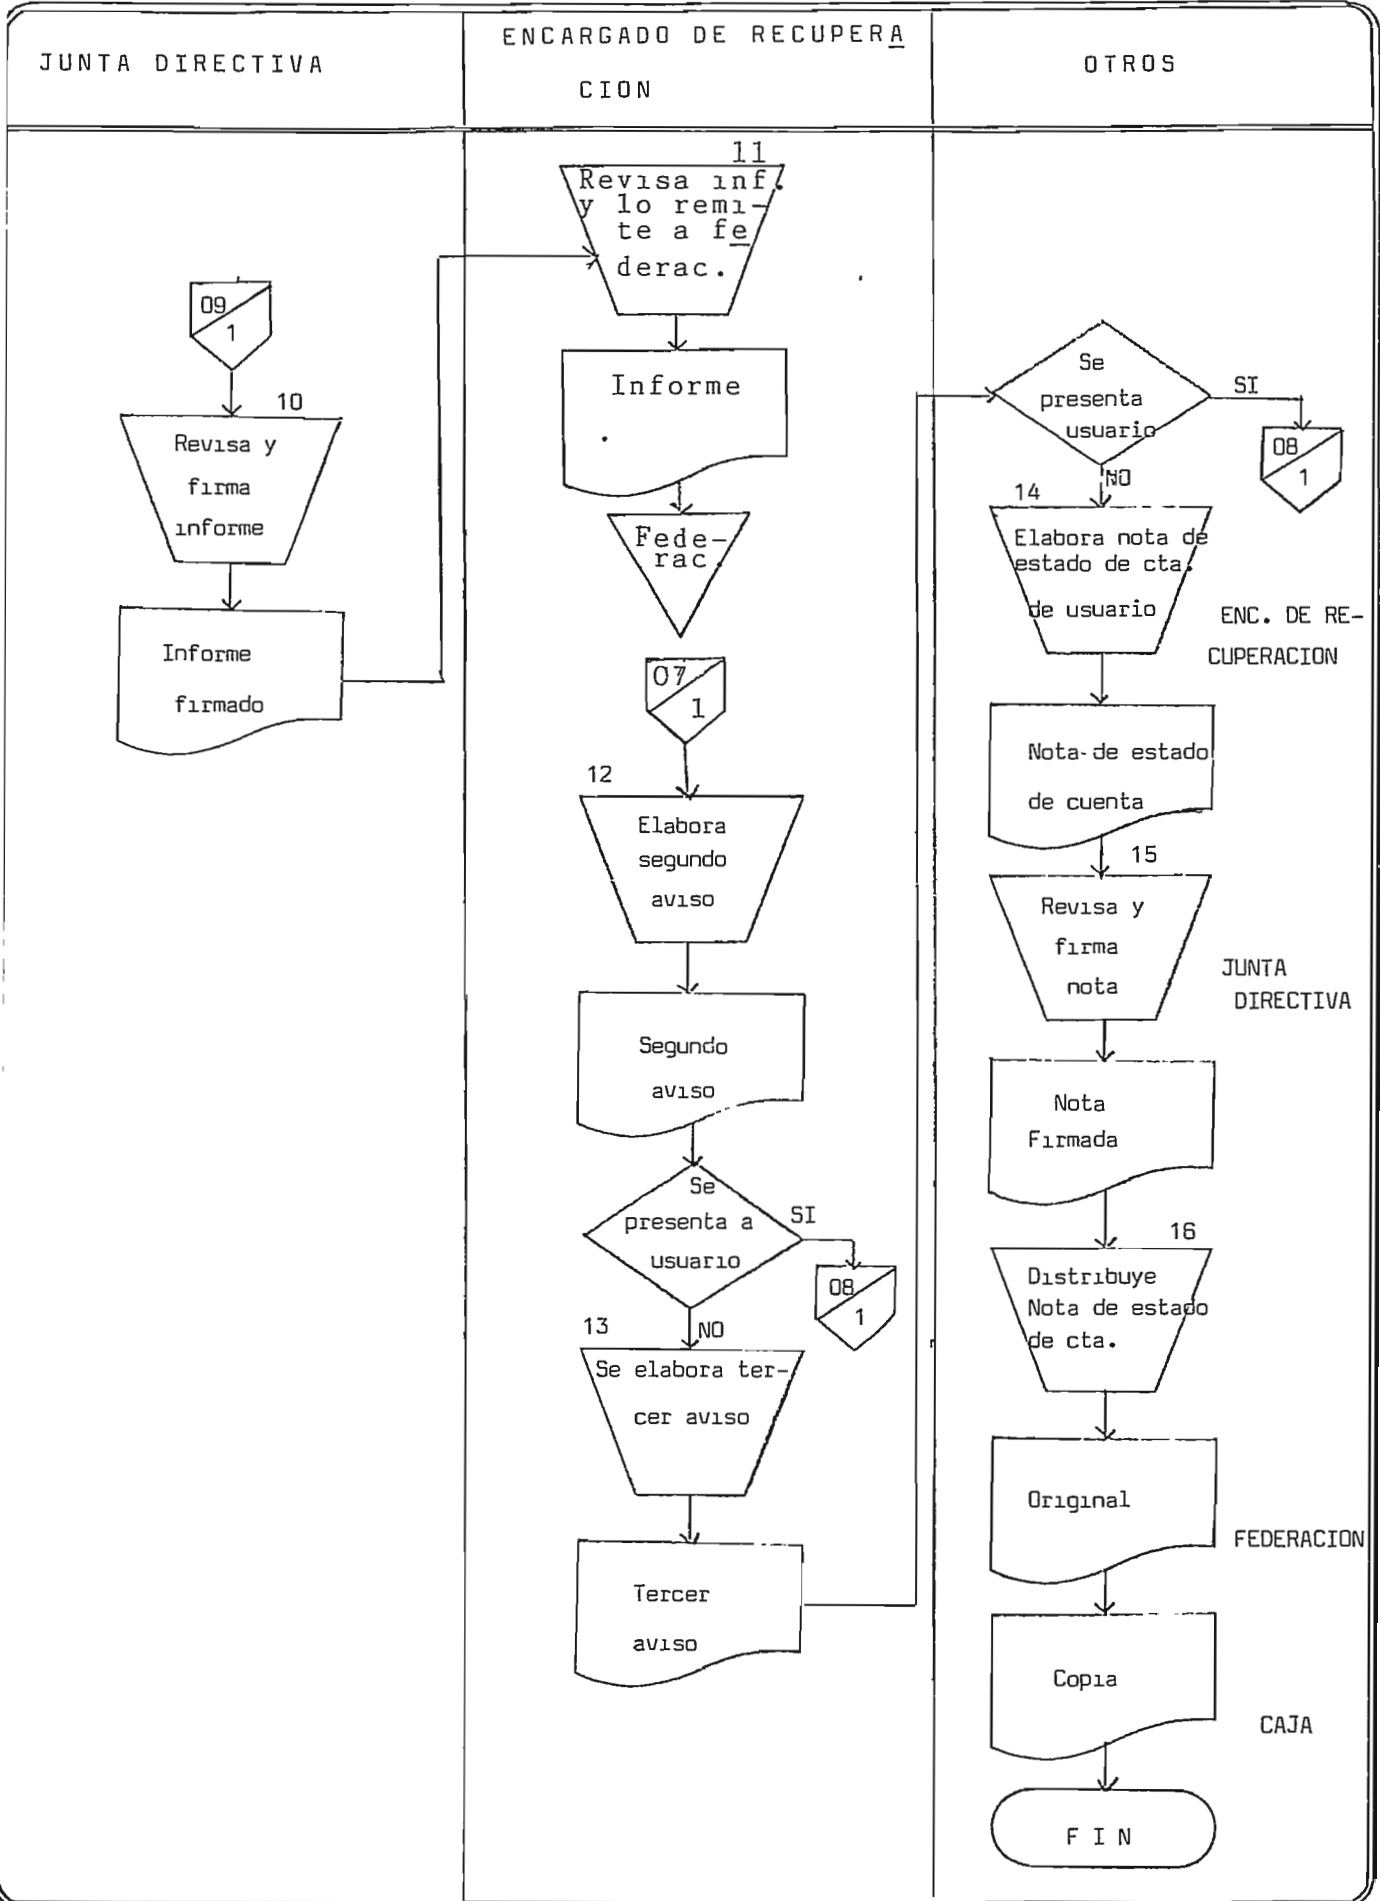 JUNTA DIRECTIVA
ENCARGADO DE RECUPERA
CION
OTROS
09
1
10
Revisa y
firma
informe
Informe
firmado
11
Revisa inf.
y lo remi-
te a fe
derac.
Informe
Fede-
rac.
07
1
12
Elabora
segundo
aviso
Segundo
aviso
Se
presenta a
usuario
SI
08
1
NO
13
Se elabora ter-
cer aviso
Tercer
aviso
Se
presenta
usuario
SI
08
1
NO
14
Elabora nota de
estado de cta.
de usuario
ENC. DE RE-
CUPERACION
Nota-de estado
de cuenta
15
Revisa y
firma
nota
JUNTA
DIRECTIVA
Nota
Firmada
16
Distribuye
Nota de estado
de cta.
Original
FEDERACION
Copia
CAJA
F I N